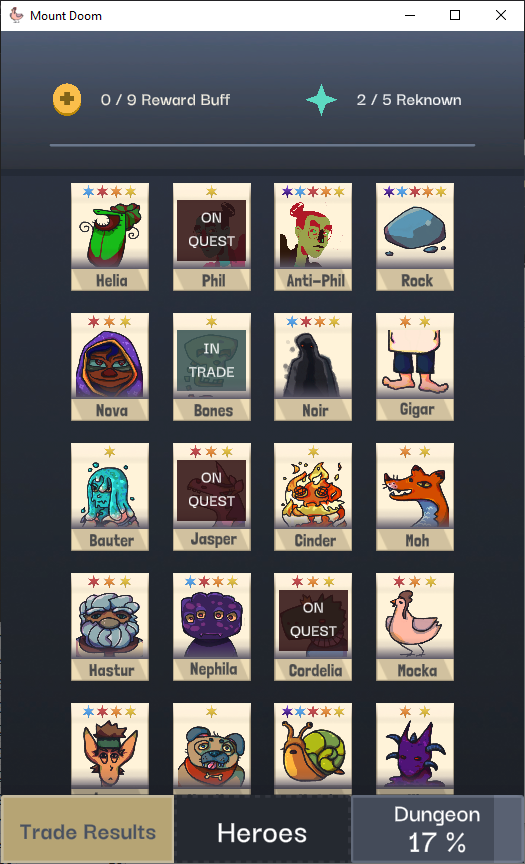 Mount Doom
0 / 9 Reward Buff
2 / 5 Reknown
ON
QUEST
Helia
Phil
Anti-Phil
Rock
IN
TRADE
Nova
Bones
Noir
Gigar
ON
QUEST
Bauter
Jasper
Cinder
Moh
ON
QUEST
Hastur
Nephila
Cordelia
Mocka
Trade Results
Heroes
Dungeon
17 %